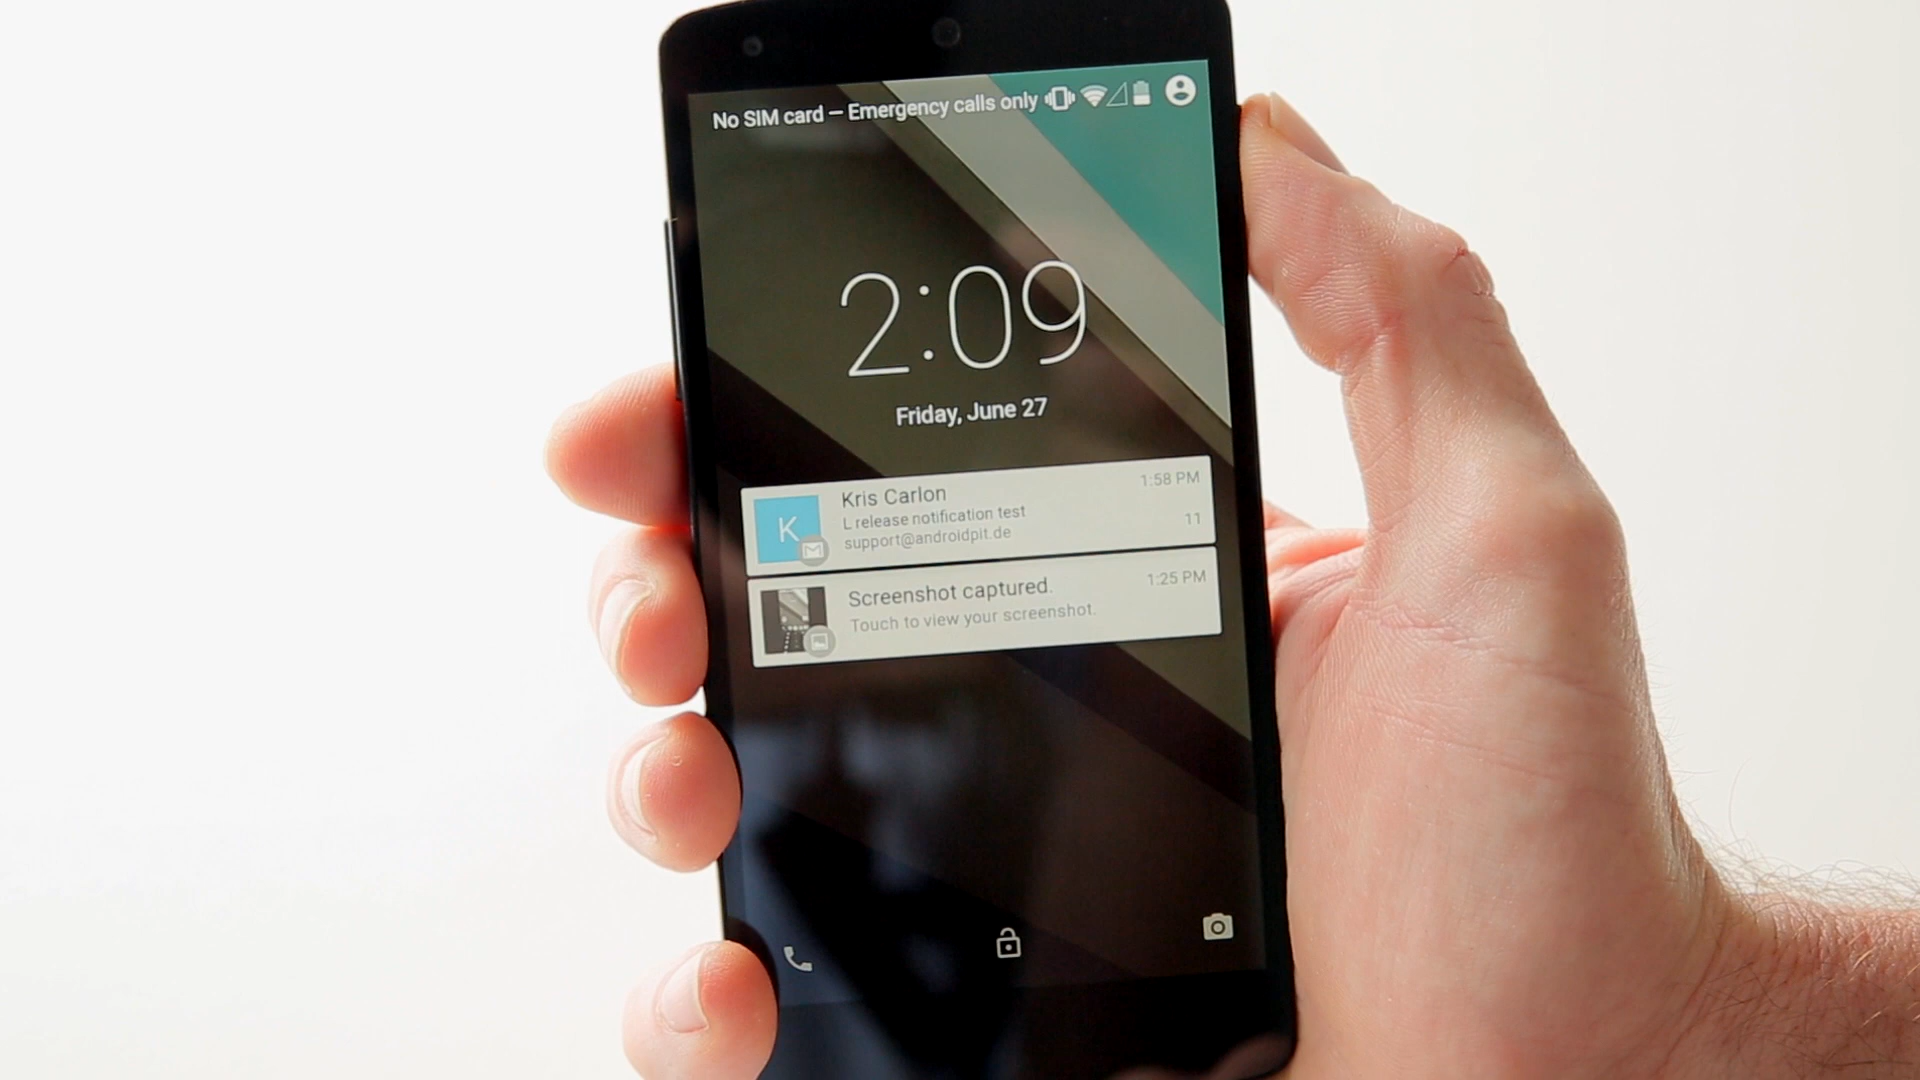 No SIM card — Emergency calls only
2:09
Friday, June 27
K
Kris Carlon
1:58 PM
L release notification test
11
support@androidpit.de
Screenshot captured.
1:25 PM
Touch to view your screenshot.